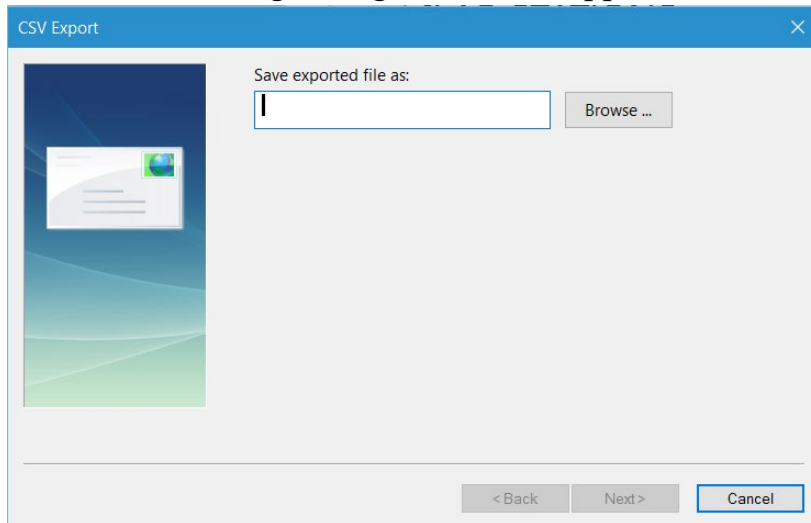 CSV Export
Save exported file as:
Browse ...
< Back
Next >
Cancel